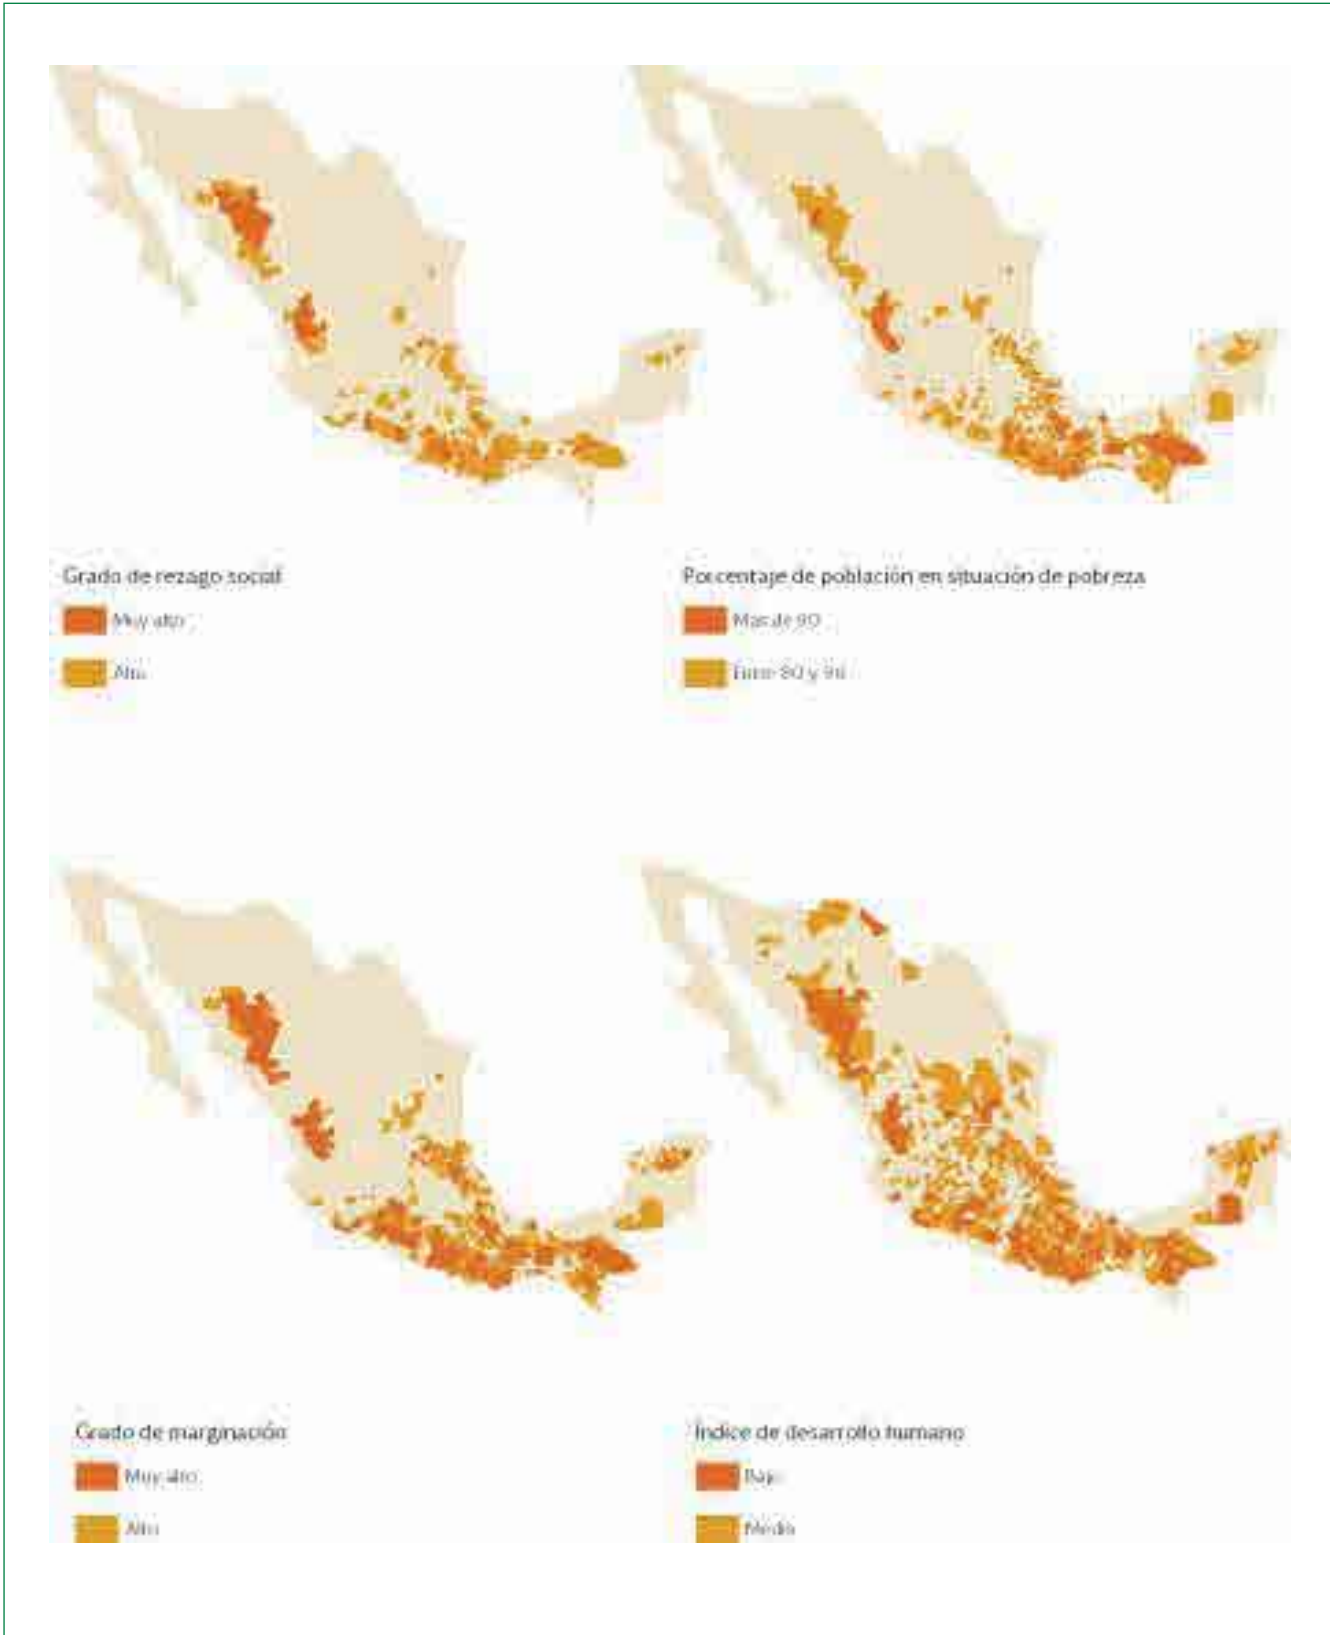 Grado de rezago social
Muy alto
Alto
Porcentaje de población en situación de pobreza
Más de 90
Entre 80 y 90
Grado de marginación
Muy alto
Alto
Índice de desarrollo humano
Bajo
Medio